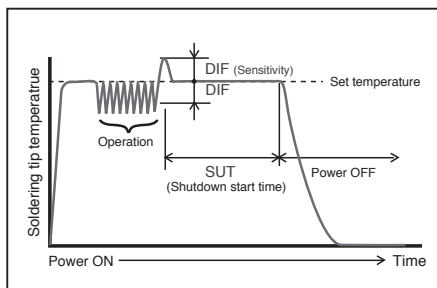 Soldering tip temperatrue
DIF (Sensitivity)
DIF
Set temperature
Operation
SUT
(Shutdown start time)
Power OFF
Power ON
Time